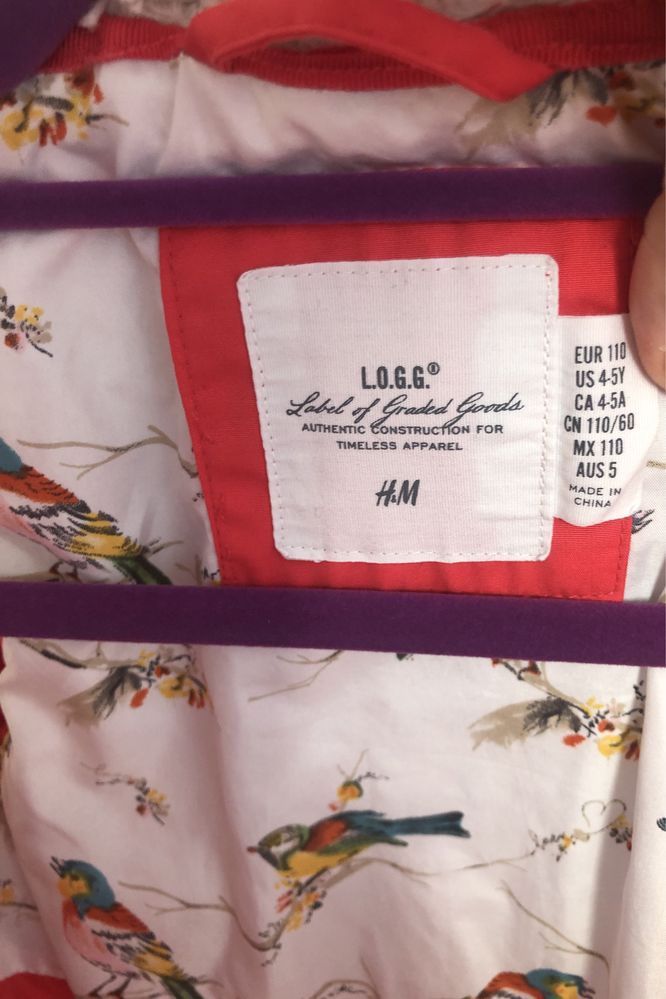 L.O.G.G.®
Label of Graded Goods
AUTHENTIC CONSTRUCTION FOR
TIMELESS APPAREL
H&M
EUR 110
US 4-5Y
CA 4-5A
CN 110/60
MX 110
AUS 5
MADE IN
CHINA